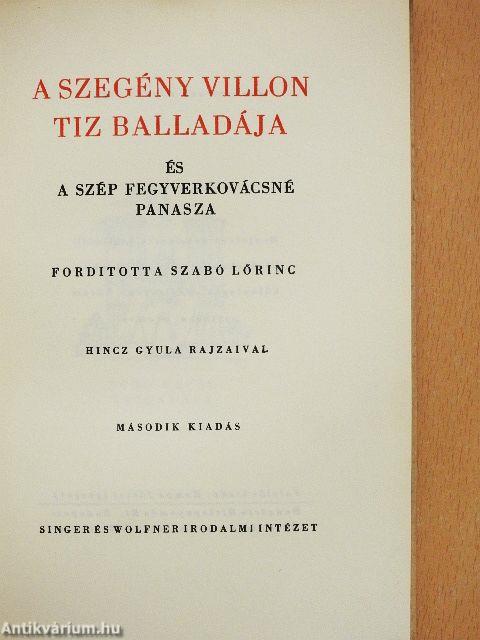 A SZEGÉNY VILLON
TIZ BALLADÁJA
ÉS
A SZÉP FEGYVERKOVÁCSNÉ
PANASZA
FORDITOTTA SZABÓ LŐRINC
HINCZ GYULA RAJZAIVAL
MÁSODIK KIADÁS
SINGER ÉS WOLFNER IRODALMI INTÉZET
Antikvárium.hu